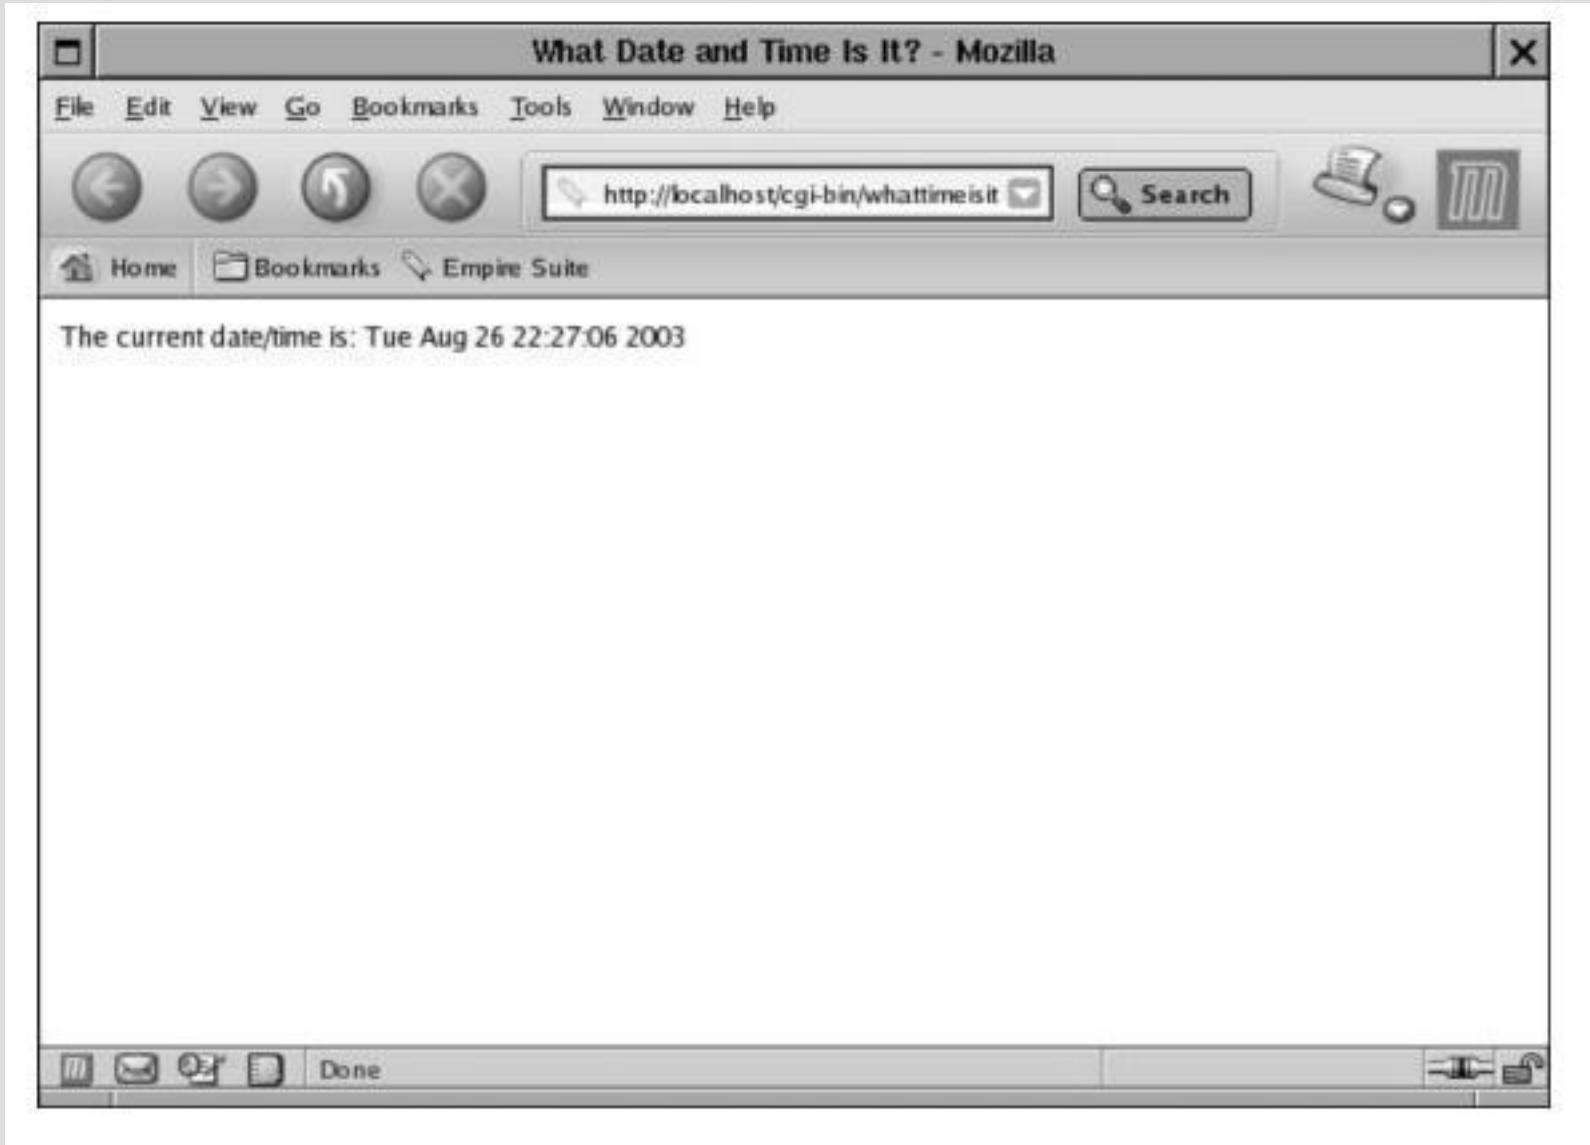 What Date and Time Is It? - Mozilla
File Edit View Go Bookmarks Tools Window Help
http://localhost/cgi-bin/whattimeisit Search
Home Bookmarks Empire Suite
The current date/time is: Tue Aug 26 22:27:06 2003
Done